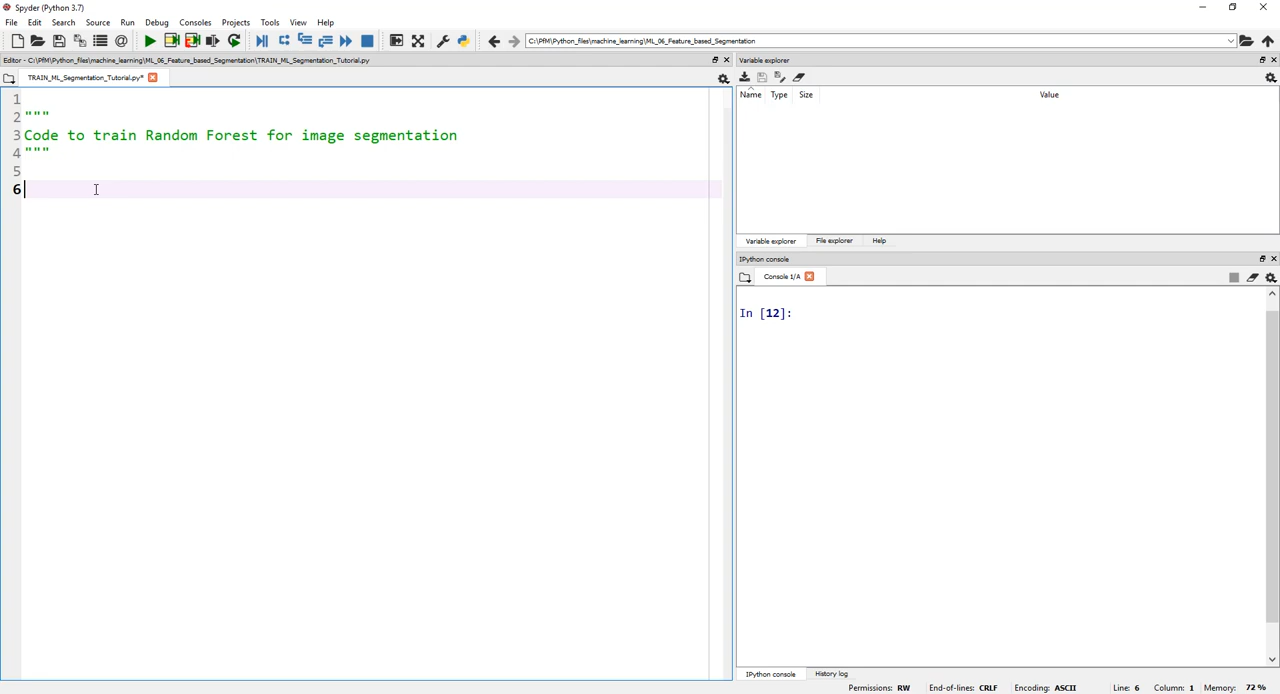 Spyder (Python 3.7)
File Edit Search Source Run Debug Consoles Projects Tools View Help
C:\PfM\Python_files\machine_learning\ML_06_Feature_based_Segmentation
Editor - C:\PfM\Python_files\machine_learning\ML_06_Feature_based_Segmentation\TRAIN_ML_Segmentation_Tutorial.py
TRAIN_ML_Segmentation_Tutorial.py*
1
2 """
3 Code to train Random Forest for image segmentation
4 """
5
6
Variable explorer
Name Type Size Value
Variable explorer File explorer Help
IPython console
Console 1/A
In [12]:
IPython console History log
Permissions: RW End-of-lines: CRLF Encoding: ASCII Line: 6 Column: 1 Memory: 72 %